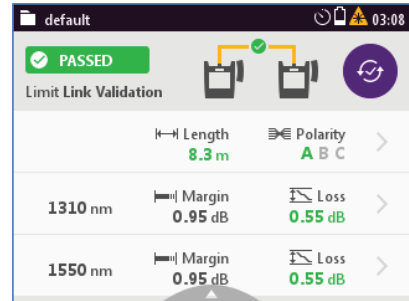 default 03:08
PASSED
Limit Link Validation
Length Polarity
8.3 m A B C
Margin Loss
1310 nm 0.95 dB 0.55 dB
Margin Loss
1550 nm 0.95 dB 0.55 dB